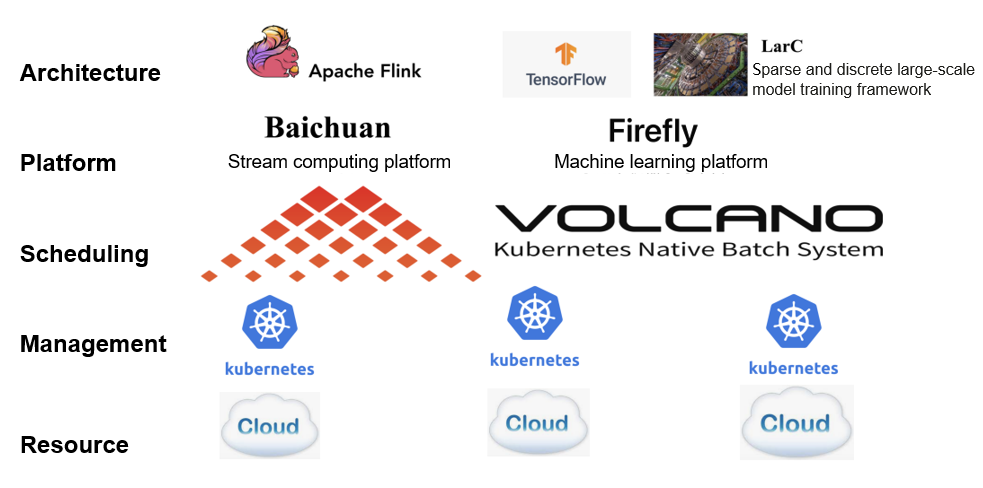 Architecture
Apache Flink
TensorFlow
LarC
Sparse and discrete large-scale
model training framework
Platform
Baichuan
Stream computing platform
Firefly
Machine learning platform
Scheduling
VOLCANO
Kubernetes Native Batch System
Management
kubernetes
kubernetes
kubernetes
Resource
Cloud
Cloud
Cloud